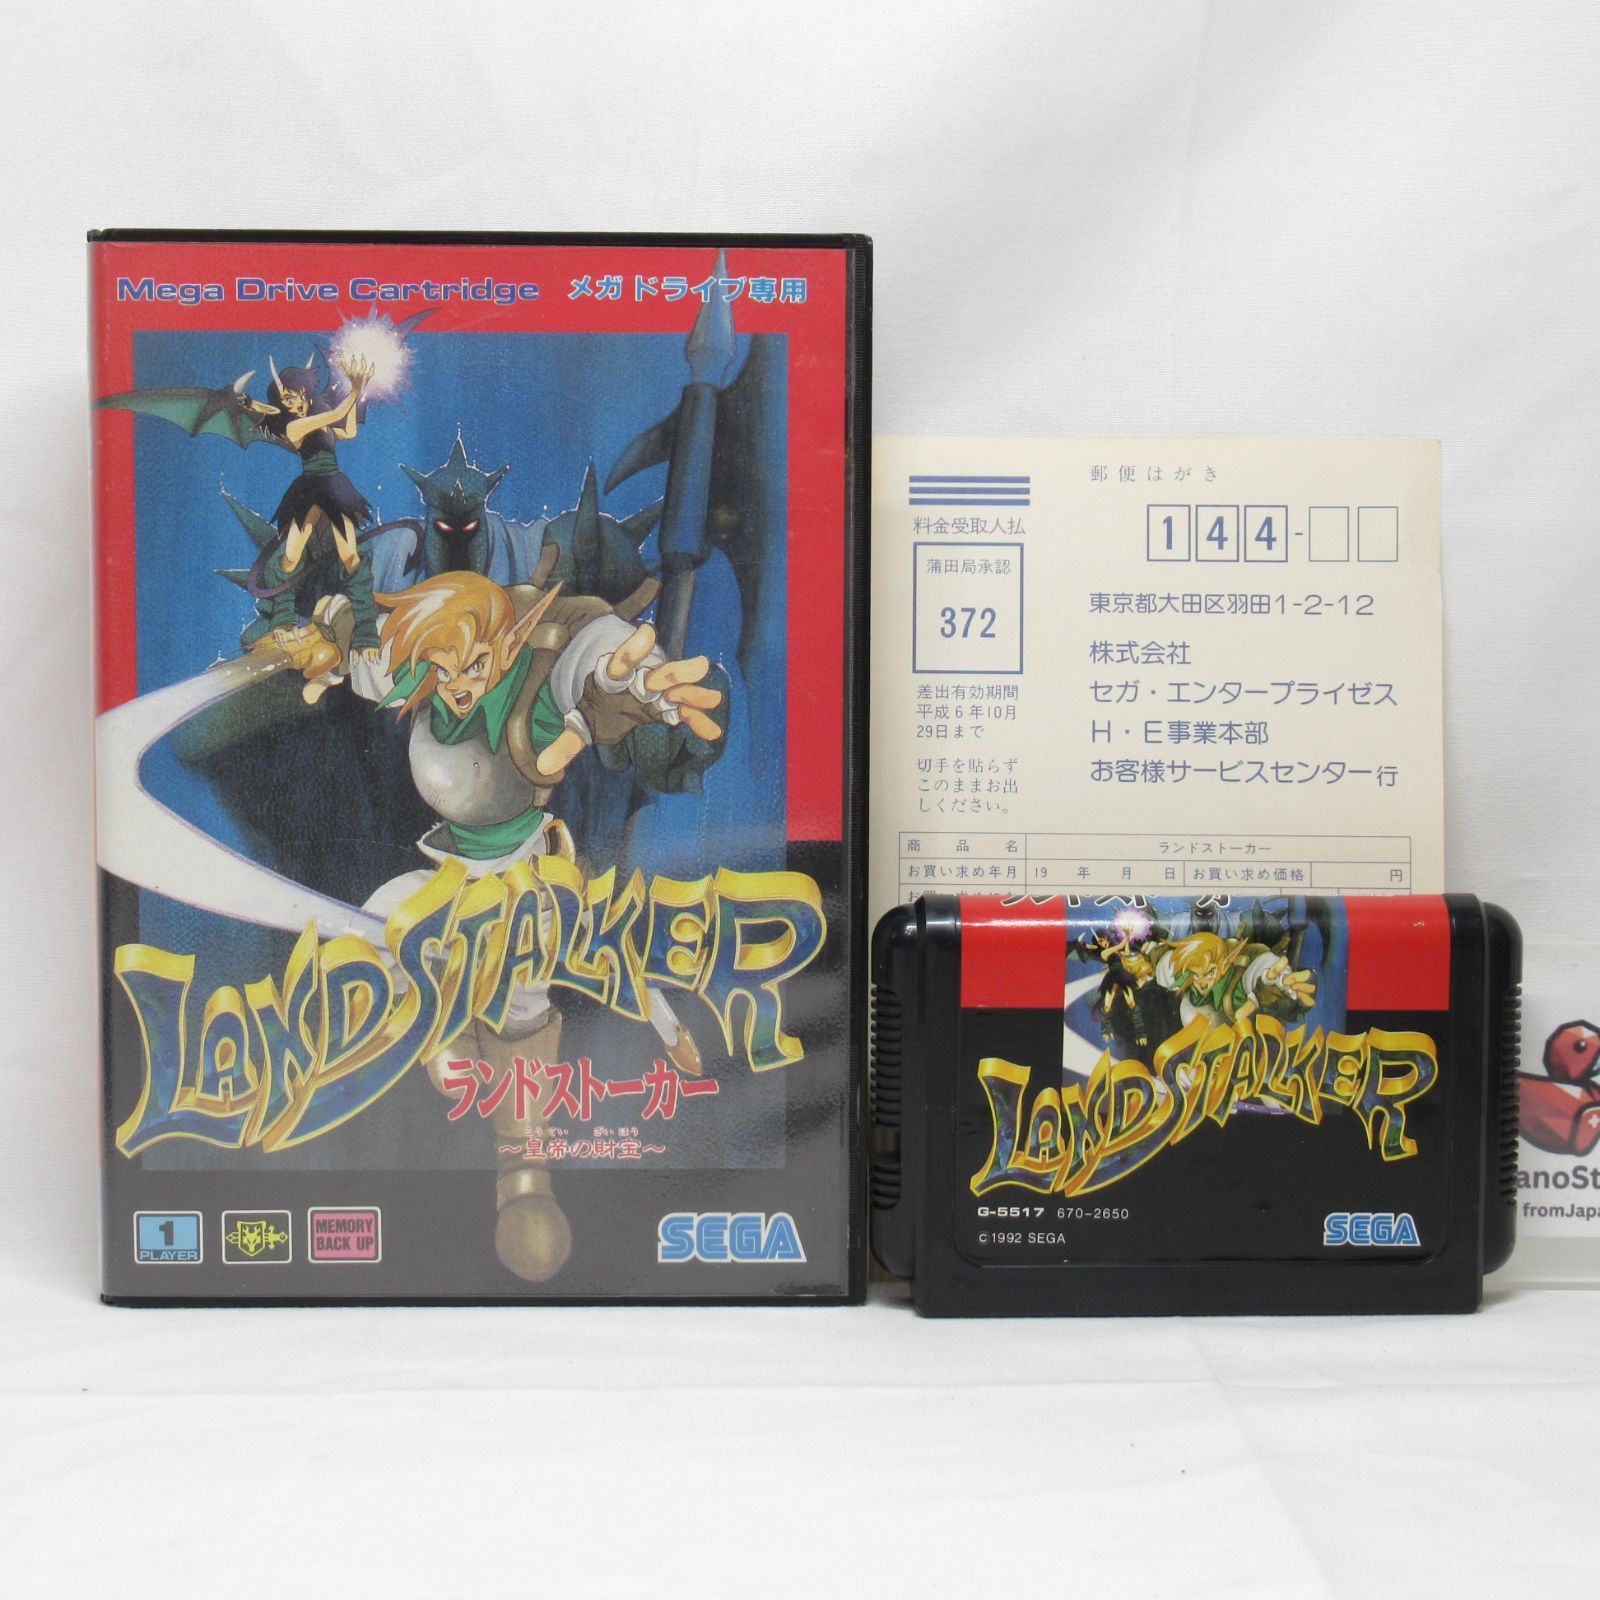 Mega Drive Cartridge メガドライブ専用
LANDSTALKER
ランドストーカー
こうてい ざいほう
～皇帝の財宝～
1
PLAYER
MEMORY
BACK UP
SEGA
郵便はがき
料金受取人払
蒲田局承認
372
差出有効期間
平成6年10月
29日まで
切手を貼らず
このままお出
しください。
144-
東京都大田区羽田1-2-12
株式会社
セガ・エンタープライゼス
H・E事業本部
お客様サービスセンター行
商品名 ランドストーカー
お買い求め年月 19 年 月 日 お買い求め価格 円
ランドストーカー
LANDSTALKER
G-5517 670-2650
©1992 SEGA
SEGA
anoSt
fromJapa